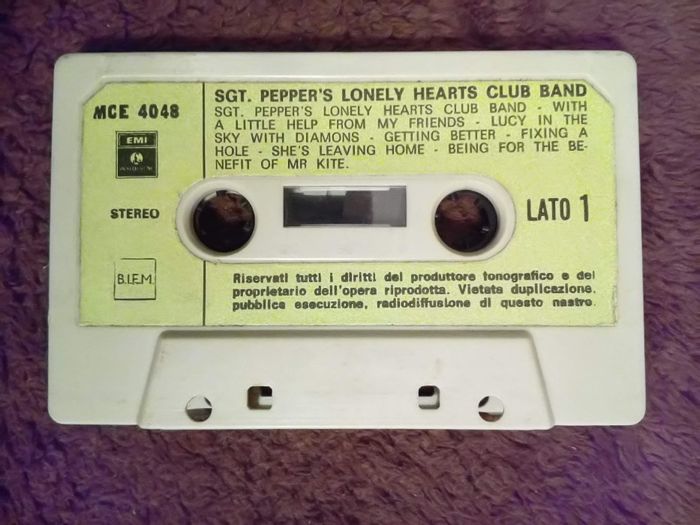 MCE 4048
EMI
STEREO
B.I.E.M.
SGT. PEPPER'S LONELY HEARTS CLUB BAND
SGT. PEPPER'S LONELY HEARTS CLUB BAND - WITH
A LITTLE HELP FROM MY FRIENDS - LUCY IN THE
SKY WITH DIAMONS - GETTING BETTER - FIXING A
HOLE - SHE'S LEAVING HOME - BEING FOR THE BE-
NEFIT OF MR KITE.
LATO 1
Riservati tutti i diritti del produttore fonografico e del
proprietario dell'opera riprodotta. Vietata duplicazione,
pubblica esecuzione, radiodiffusione di questo nastro.